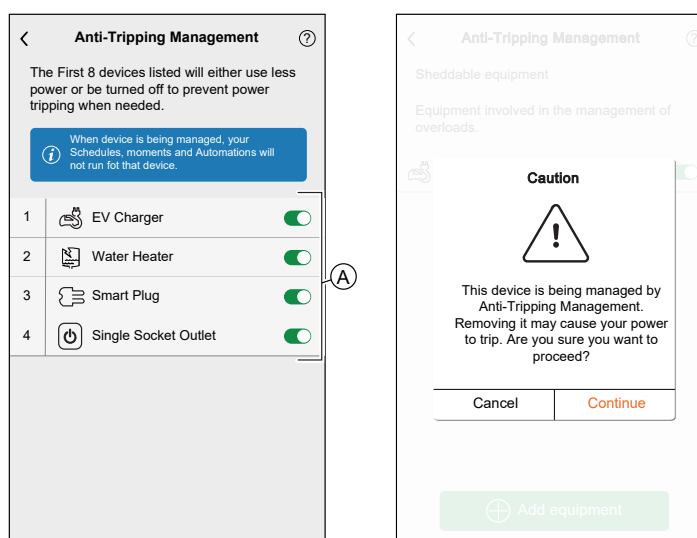 Anti-Tripping Management
?
The First 8 devices listed will either use less
power or be turned off to prevent power
tripping when needed.
i
When device is being managed, your
Schedules, moments and Automations will
not run fot that device.
1
EV Charger
2
Water Heater
3
Smart Plug
4
Single Socket Outlet
A
Anti-Tripping Management
?
Sheddable equipment
Equipment involved in the management of
overloads.
Caution
!
This device is being managed by
Anti-Tripping Management.
Removing it may cause your power
to trip. Are you sure you want to
proceed?
Cancel
Continue
Add equipment